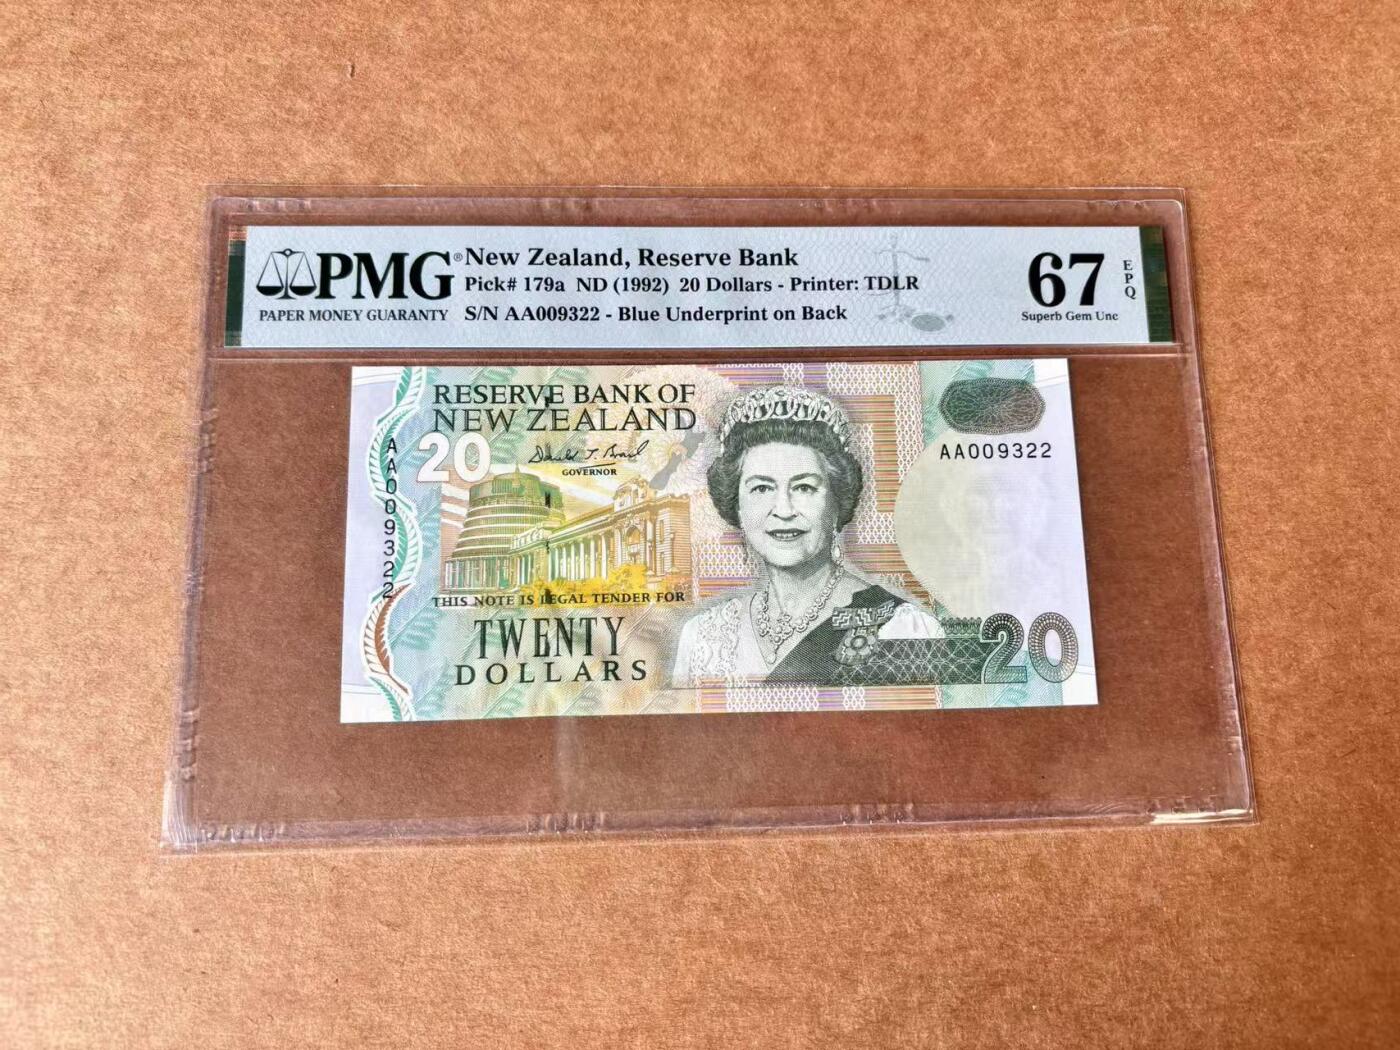 PMG®
PAPER MONEY GUARANTY
New Zealand, Reserve Bank
Pick# 179a ND (1992) 20 Dollars - Printer: TDLR
S/N AA009322 - Blue Underprint on Back
67
EPQ
Superb Gem Unc
RESERVE BANK OF
NEW ZEALAND
20
GOVERNOR
AA009322
AA009322
THIS NOTE IS LEGAL TENDER FOR
TWENTY
DOLLARS
20